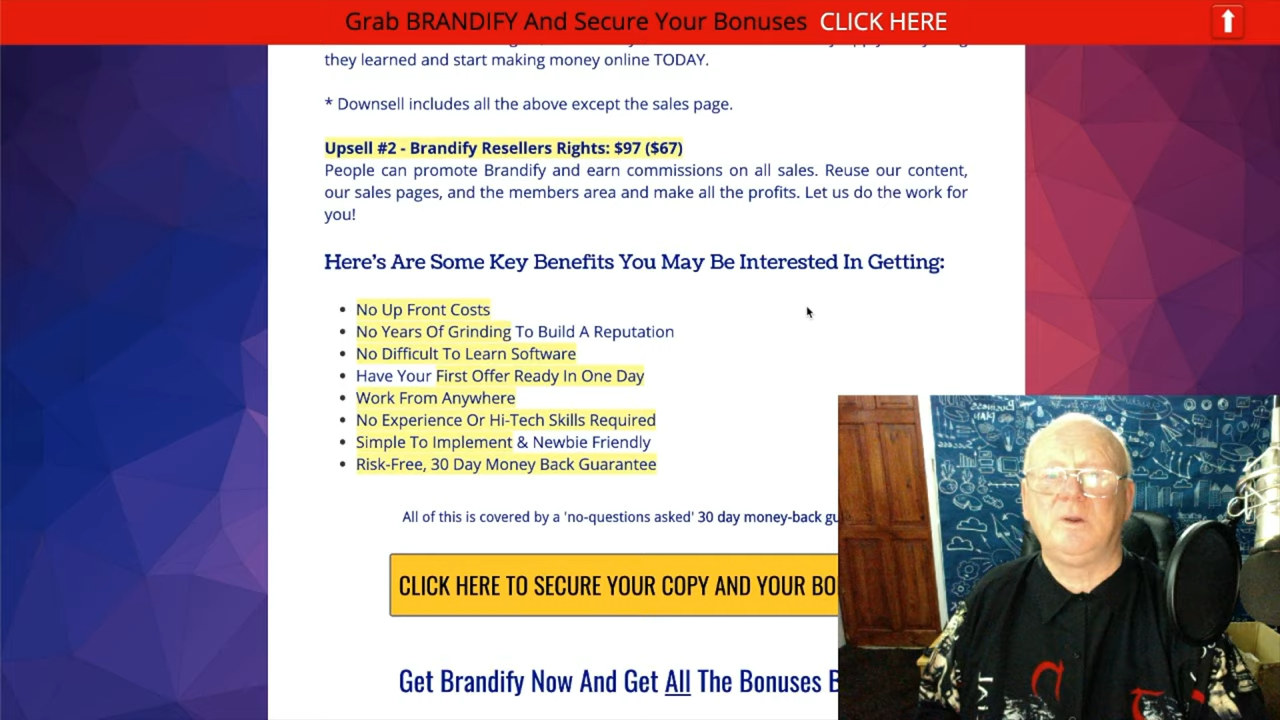 Grab BRANDIFY And Secure Your Bonuses CLICK HERE
they learned and start making money online TODAY.
* Downsell includes all the above except the sales page.
Upsell #2 - Brandify Resellers Rights: $97 ($67)
People can promote Brandify and earn commissions on all sales. Reuse our content,
our sales pages, and the members area and make all the profits. Let us do the work for
you!
Here's Are Some Key Benefits You May Be Interested In Getting:
• No Up Front Costs
• No Years Of Grinding To Build A Reputation
• No Difficult To Learn Software
• Have Your First Offer Ready In One Day
• Work From Anywhere
• No Experience Or Hi-Tech Skills Required
• Simple To Implement & Newbie Friendly
• Risk-Free, 30 Day Money Back Guarantee
All of this is covered by a 'no-questions asked' 30 day money-back gu
CLICK HERE TO SECURE YOUR COPY AND YOUR BO
Get Brandify Now And Get All The Bonuses B